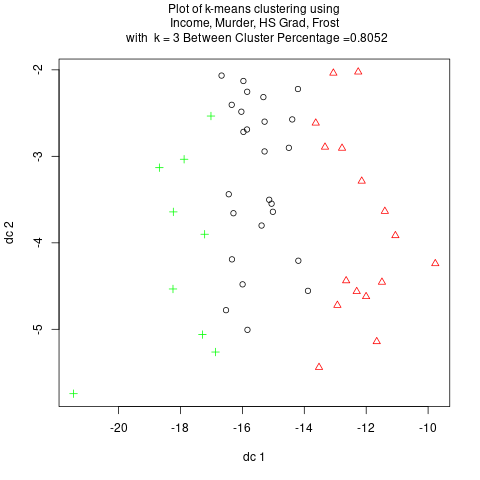 Plot of k-means clustering using
Income, Murder, HS Grad, Frost
with k = 3 Between Cluster Percentage =0.8052
dc 2
-2
-3
-4
-5
-20 -18 -16 -14 -12 -10
dc 1